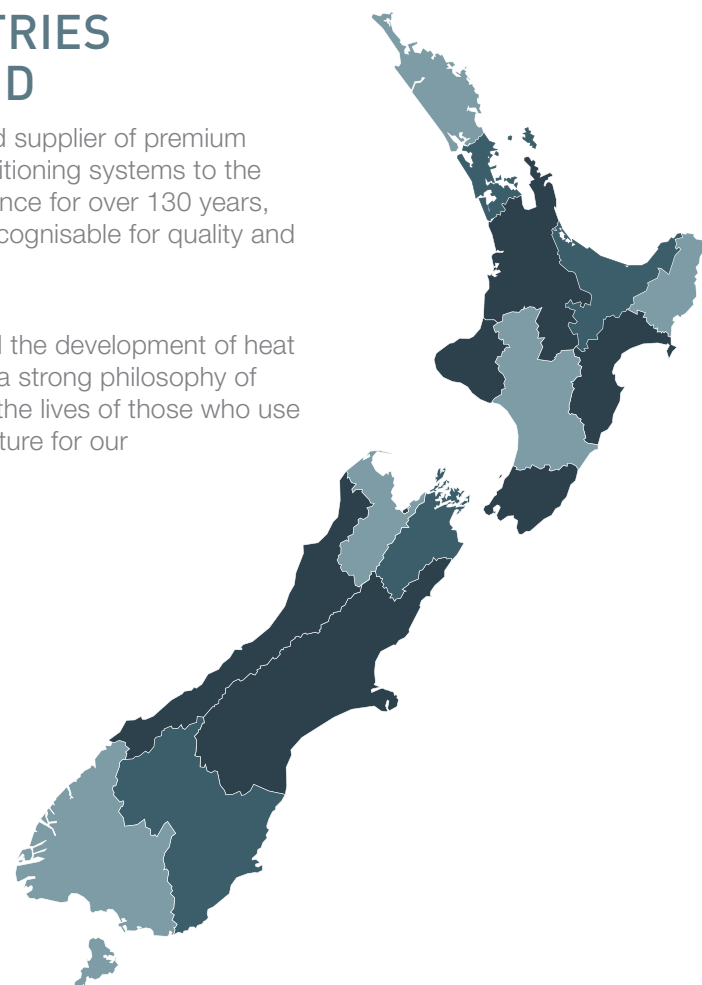 TRIES
D
d supplier of premium
itioning systems to the
nce for over 130 years,
cognisable for quality and
l the development of heat
a strong philosophy of
the lives of those who use
ture for our